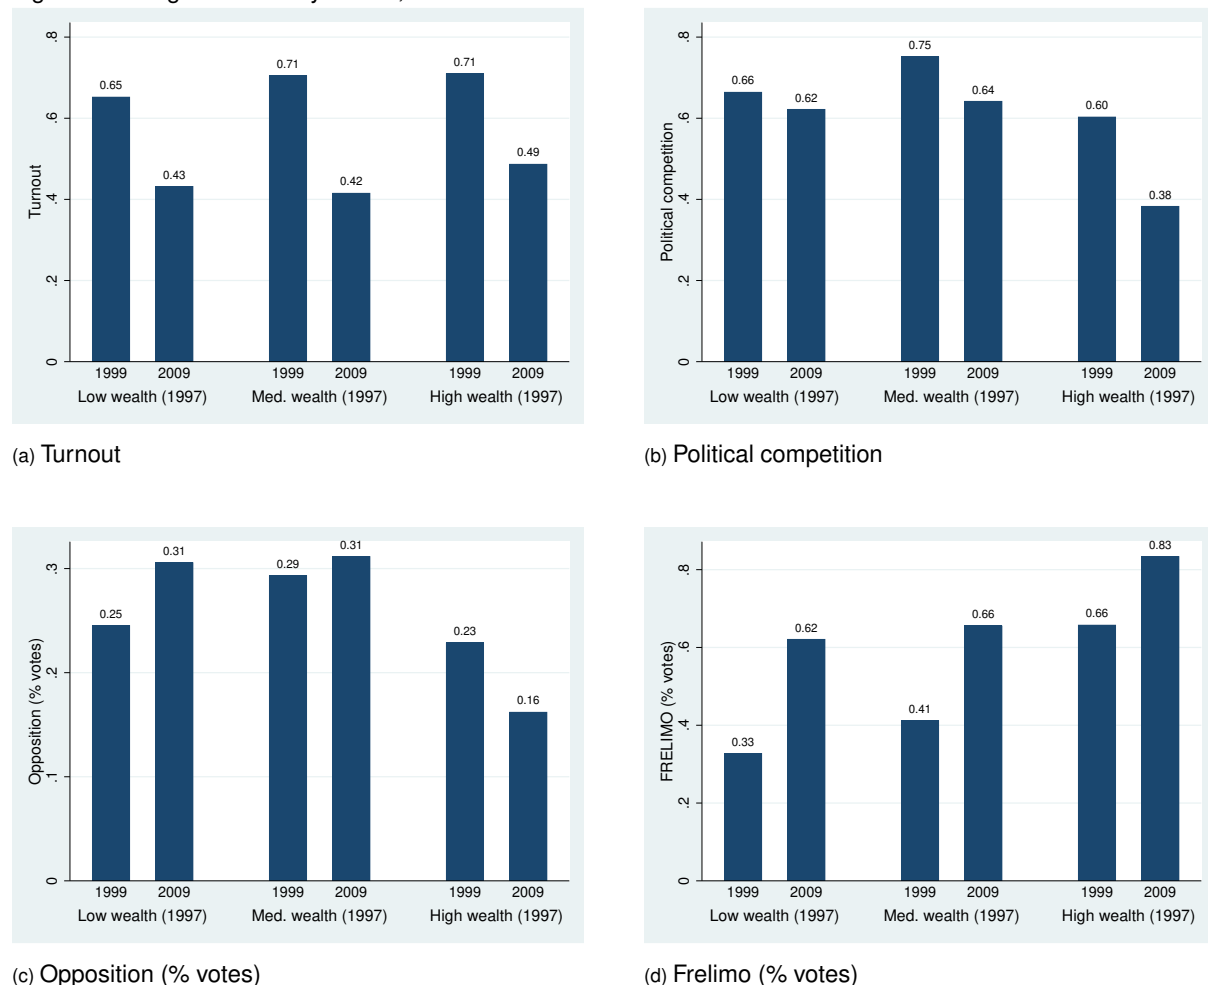 .8
.6
.4
.2
0
Turnout
0.65
0.43
0.71
0.42
0.71
0.49
1999 2009 1999 2009 1999 2009
Low wealth (1997) Med. wealth (1997) High wealth (1997)
(a) Turnout
.8
.6
.4
.2
0
Political competition
0.66
0.62
0.75
0.64
0.60
0.38
1999 2009 1999 2009 1999 2009
Low wealth (1997) Med. wealth (1997) High wealth (1997)
(b) Political competition
.3
.2
.1
0
Opposition (% votes)
0.25
0.31
0.29
0.31
0.23
0.16
1999 2009 1999 2009 1999 2009
Low wealth (1997) Med. wealth (1997) High wealth (1997)
(c) Opposition (% votes)
.8
.6
.4
.2
0
FRELIMO (% votes)
0.33
0.62
0.41
0.66
0.66
0.83
1999 2009 1999 2009 1999 2009
Low wealth (1997) Med. wealth (1997) High wealth (1997)
(d) Frelimo (% votes)